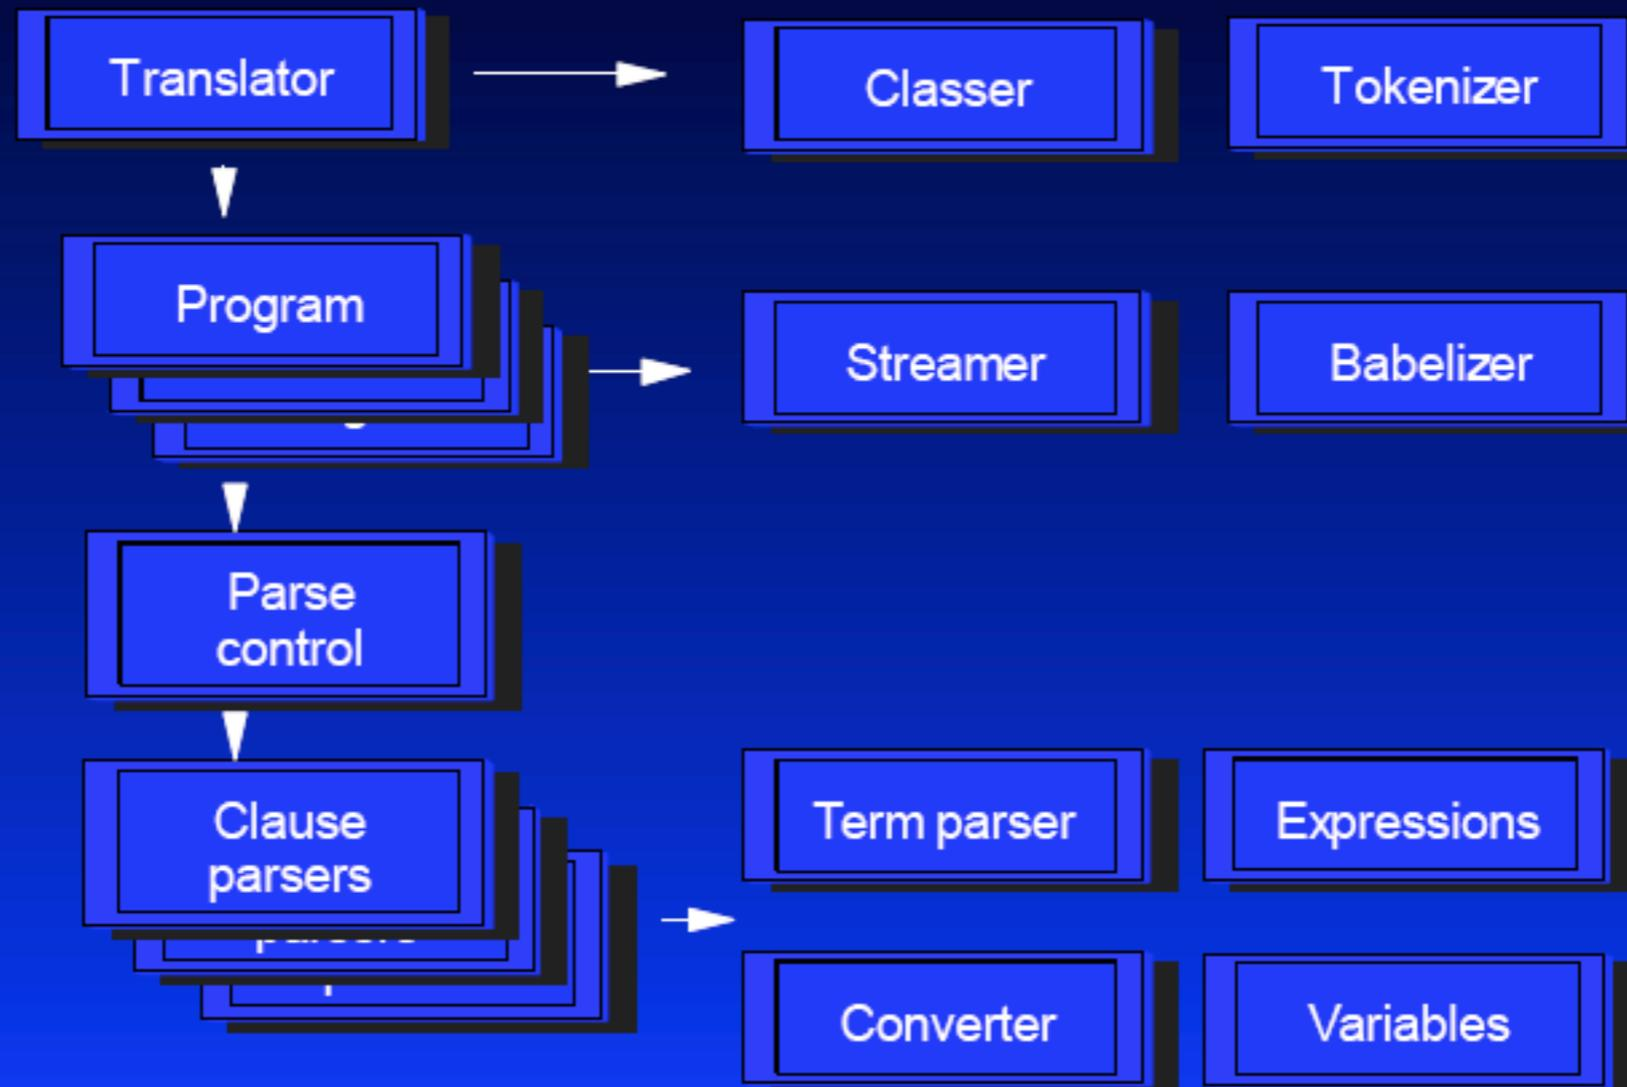 Translator
Classer
Tokenizer
Program
Streamer
Babelizer
Parse
control
Clause
parsers
Term parser
Expressions
Converter
Variables